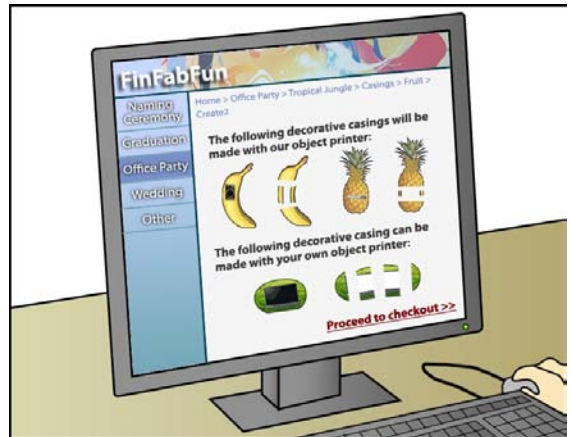 FinFabFun
Naming
Ceremony
Graduation
Office Party
Wedding
Other
Home > Office Party > Tropical Jungle > Casings > Fruit >
Create2
The following decorative casings will be
made with our object printer:
The following decorative casing can be
made with your own object printer:
Proceed to checkout >>